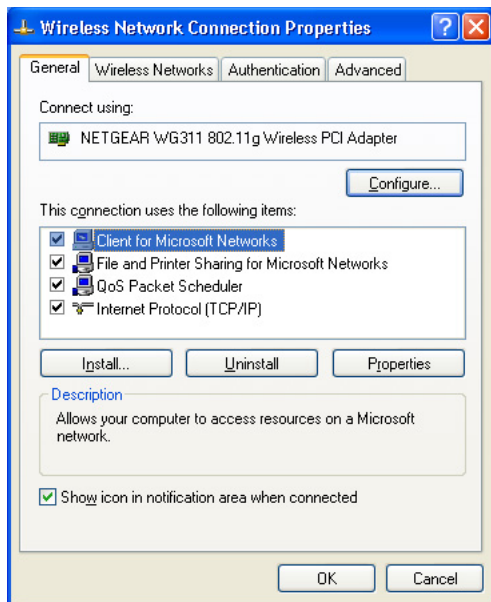 Wireless Network Connection Properties
General Wireless Networks Authentication Advanced
Connect using:
NETGEAR WG311 802.11g Wireless PCI Adapter
Configure...
This connection uses the following items:
Client for Microsoft Networks
File and Printer Sharing for Microsoft Networks
QoS Packet Scheduler
Internet Protocol (TCP/IP)
Install... Uninstall Properties
Description
Allows your computer to access resources on a Microsoft
network.
Show icon in notification area when connected
OK Cancel